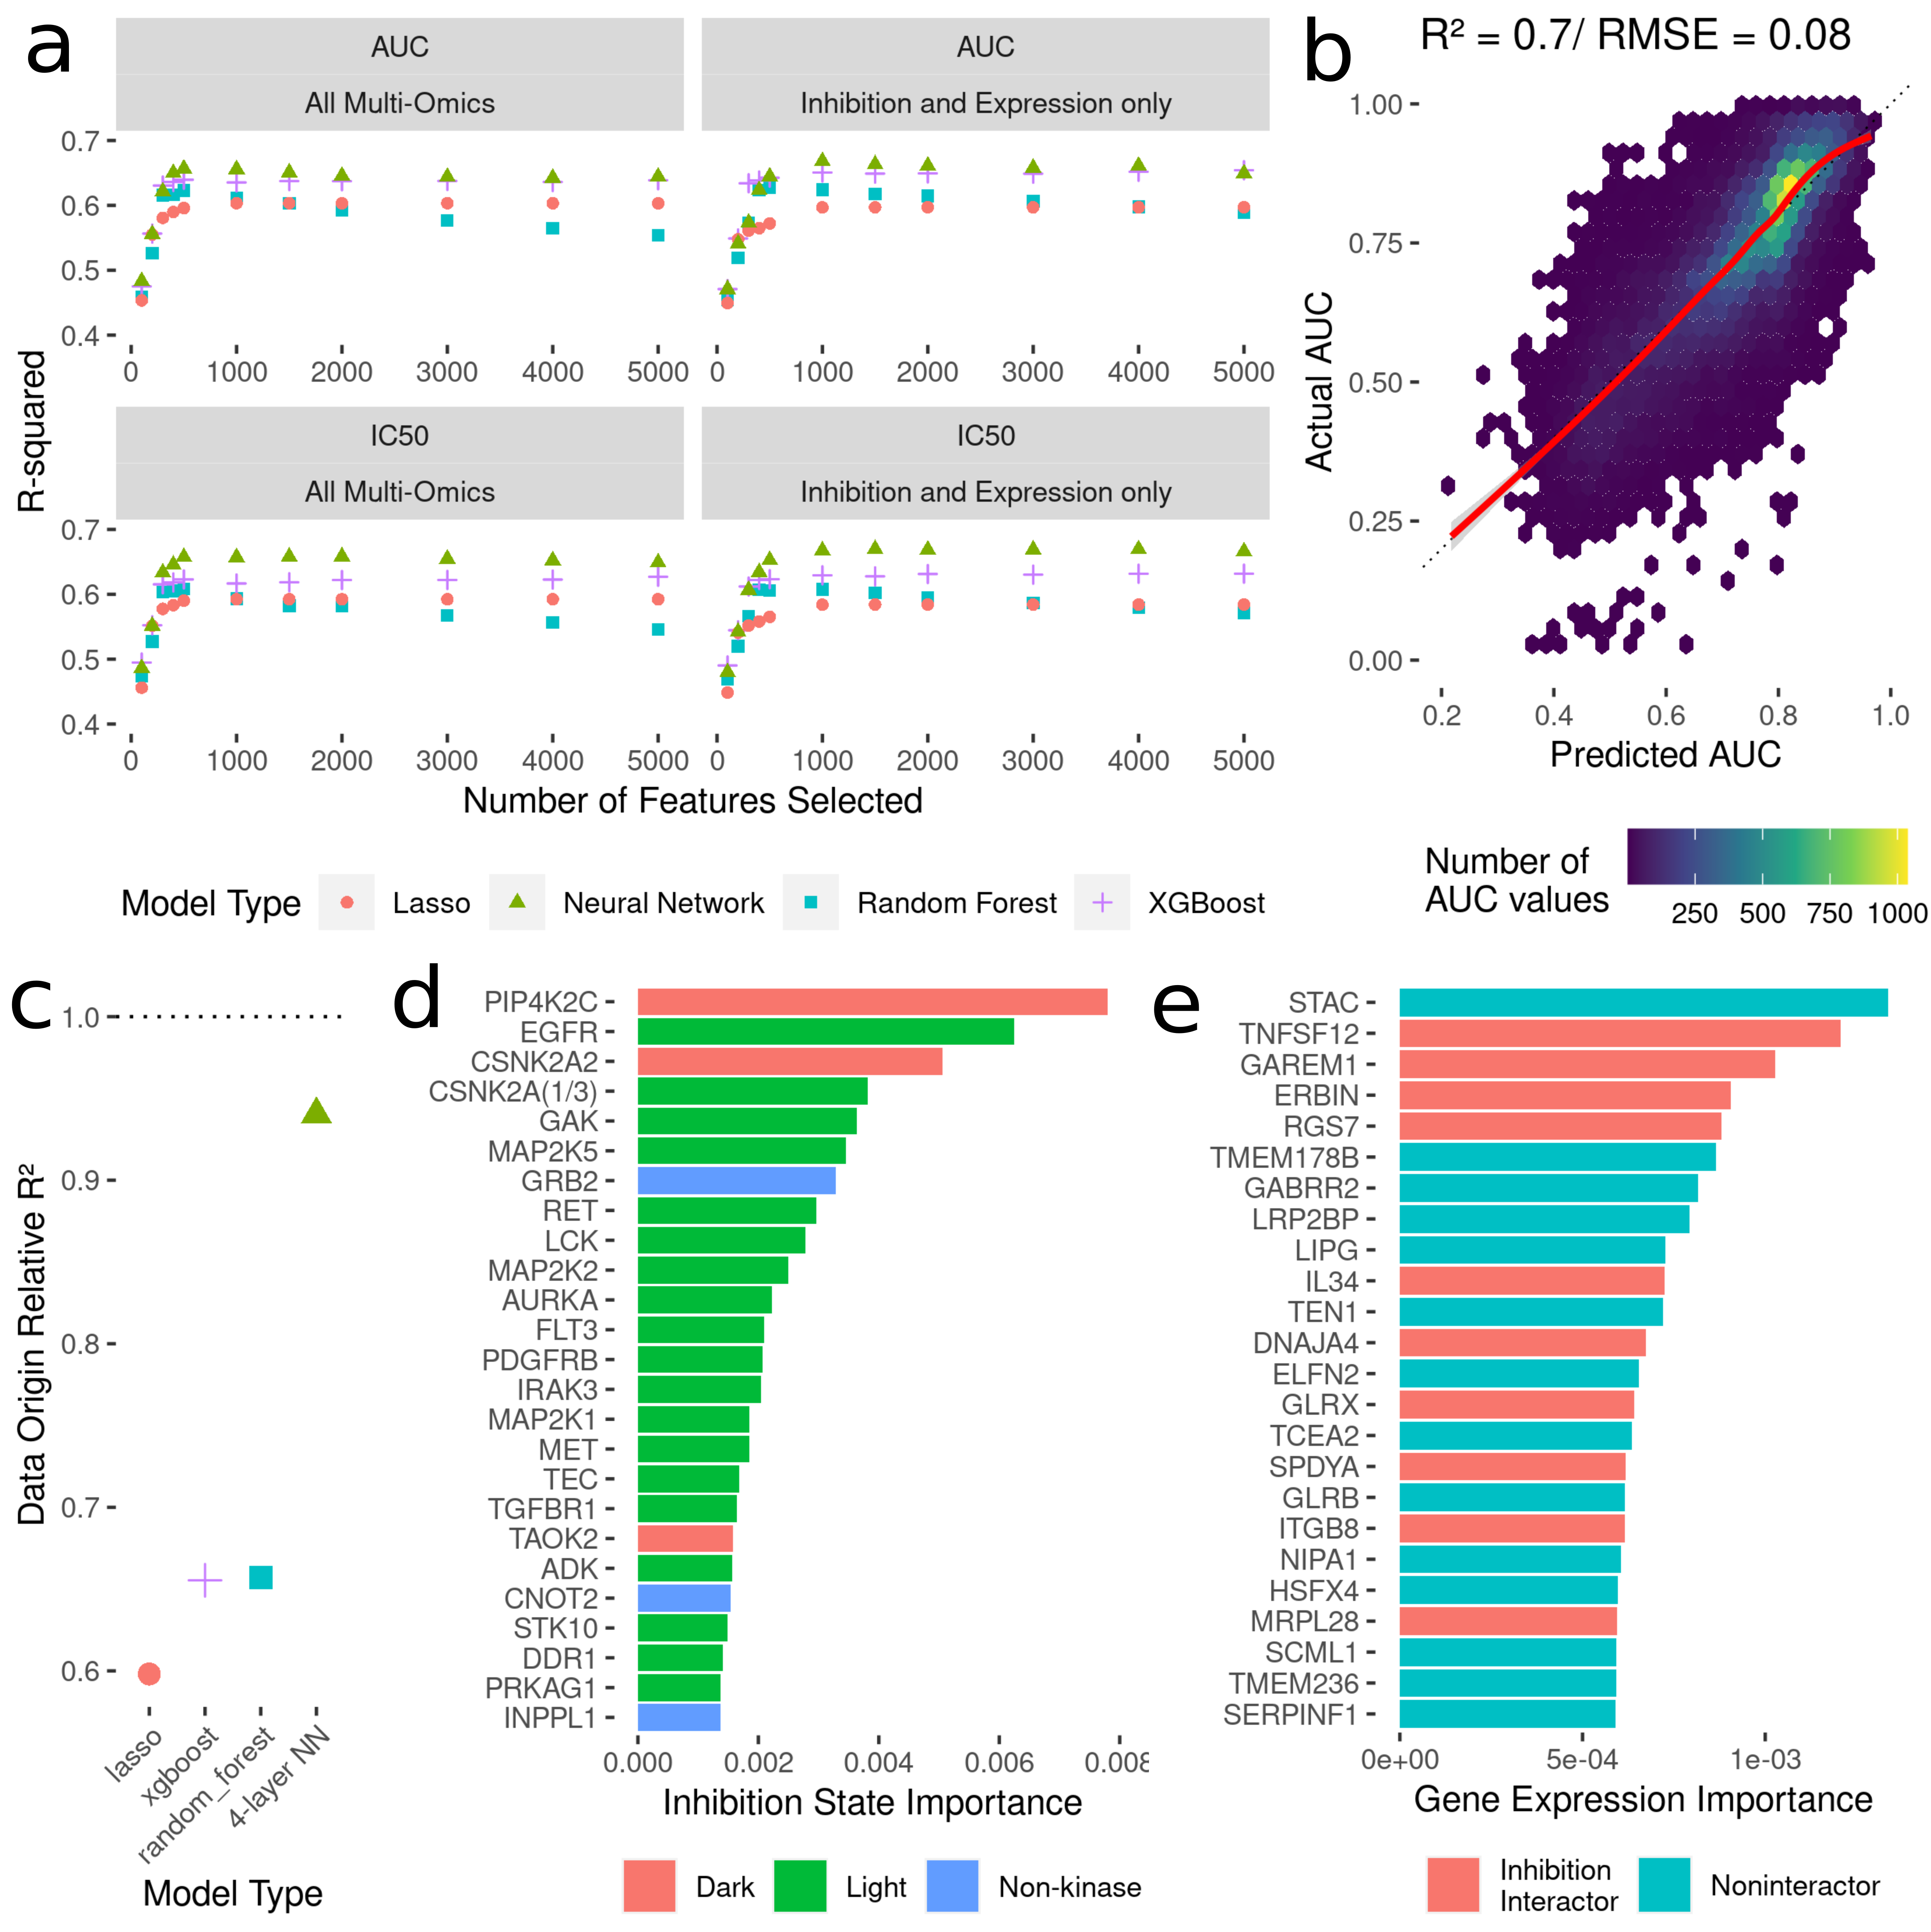 a
AUC
AUC
All Multi-Omics
Inhibition and Expression only
0.7
0.6
0.5
0.4
0 1000 2000 3000 4000 5000 0 1000 2000 3000 4000 5000
IC50
IC50
All Multi-Omics
Inhibition and Expression only
0.7
0.6
0.5
0.4
0 1000 2000 3000 4000 5000 0 1000 2000 3000 4000 5000
R-squared
Number of Features Selected
Model Type Lasso Neural Network Random Forest XGBoost
b
R² = 0.7/ RMSE = 0.08
1.00
0.75
0.50
0.25
0.00
Actual AUC
0.2 0.4 0.6 0.8 1.0
Predicted AUC
Number of
AUC values
250 500 750 1000
c
1.0
0.9
0.8
0.7
0.6
Data Origin Relative R²
lasso
xgboost
random_forest
4-layer NN
Model Type
d
PIP4K2C
EGFR
CSNK2A2
CSNK2A(1/3)
GAK
MAP2K5
GRB2
RET
LCK
MAP2K2
AURKA
FLT3
PDGFRB
IRAK3
MAP2K1
MET
TEC
TGFBR1
TAOK2
ADK
CNOT2
STK10
DDR1
PRKAG1
INPPL1
0.000 0.002 0.004 0.006 0.008
Inhibition State Importance
Dark Light Non-kinase
e
STAC
TNFSF12
GAREM1
ERBIN
RGS7
TMEM178B
GABRR2
LRP2BP
LIPG
IL34
TEN1
DNAJA4
ELFN2
GLRX
TCEA2
SPDYA
GLRB
ITGB8
NIPA1
HSFX4
MRPL28
SCML1
TMEM236
SERPINF1
0e+00 5e-04 1e-03
Gene Expression Importance
Inhibition
Interactor
Noninteractor